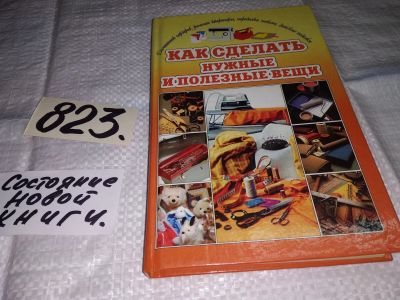 КАК СДЕЛАТЬ
НУЖНЫЕ
И ПОЛЕЗНЫЕ ВЕЩИ
823.
Состояние
новой
книги.